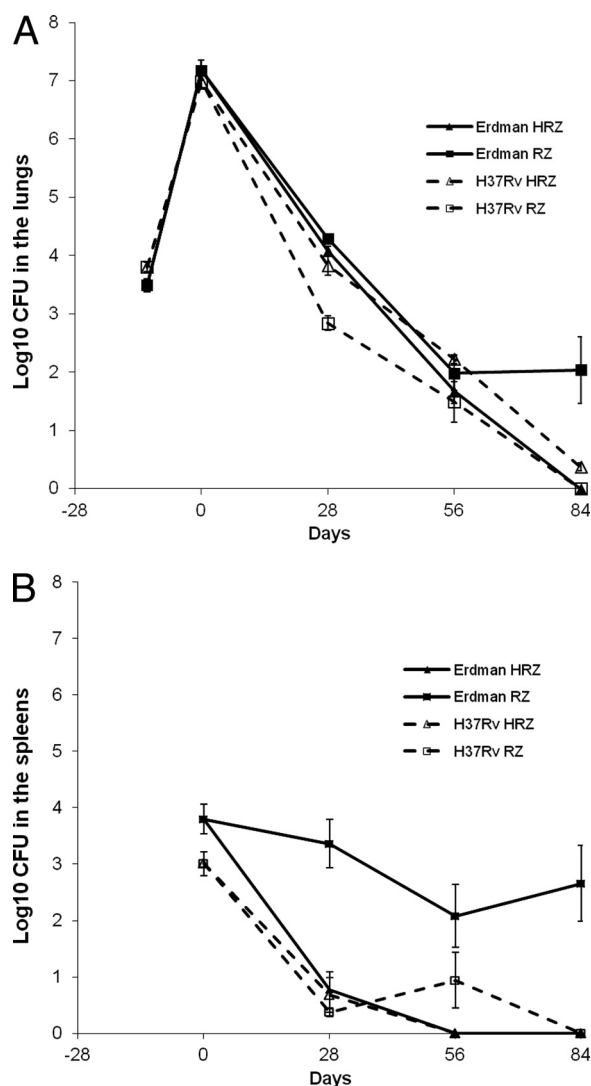 A
Log10 CFU in the lungs
8
7
6
5
4
3
2
1
0
-28
0
28
56
84
Days
Erdman HRZ
Erdman RZ
H37Rv HRZ
H37Rv RZ
B
Log10 CFU in the spleens
8
7
6
5
4
3
2
1
0
-28
0
28
56
84
Days
Erdman HRZ
Erdman RZ
H37Rv HRZ
H37Rv RZ